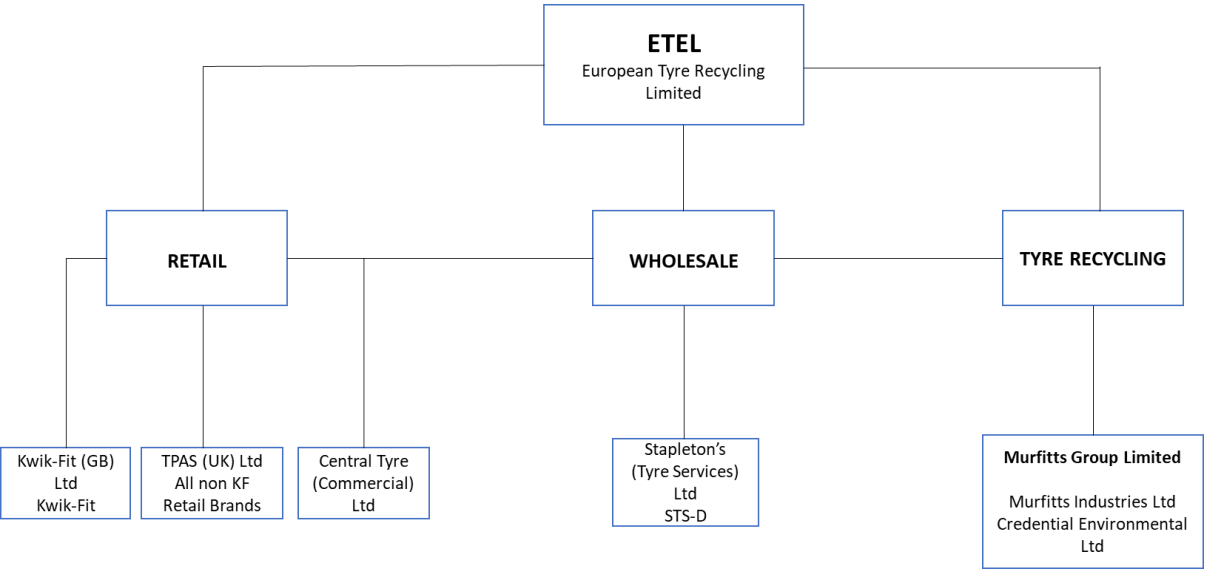 ETEL
European Tyre Recycling
Limited
RETAIL
WHOLESALE
TYRE RECYCLING
Kwik-Fit (GB)
Ltd
Kwik-Fit
TPAS (UK) Ltd
All non KF
Retail Brands
Central Tyre
(Commercial)
Ltd
Stapleton’s
(Tyre Services)
Ltd
STS-D
Murfitts Group Limited
Murfitts Industries Ltd
Credential Environmental
Ltd